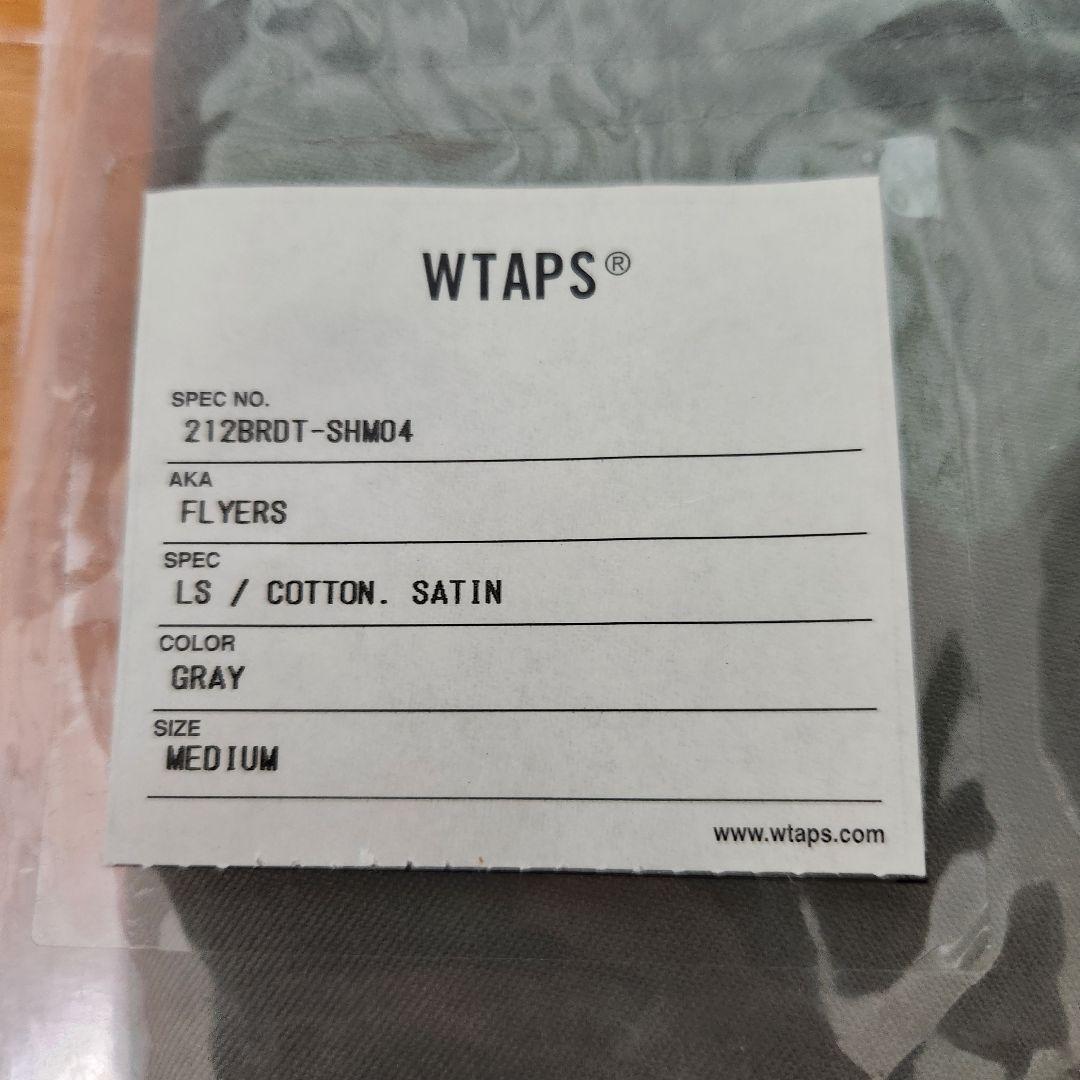 WTAPS®
SPEC NO.
212BRDT-SHM04
AKA
FLYERS
SPEC
LS / COTTON. SATIN
COLOR
GRAY
SIZE
MEDIUM
www.wtaps.com